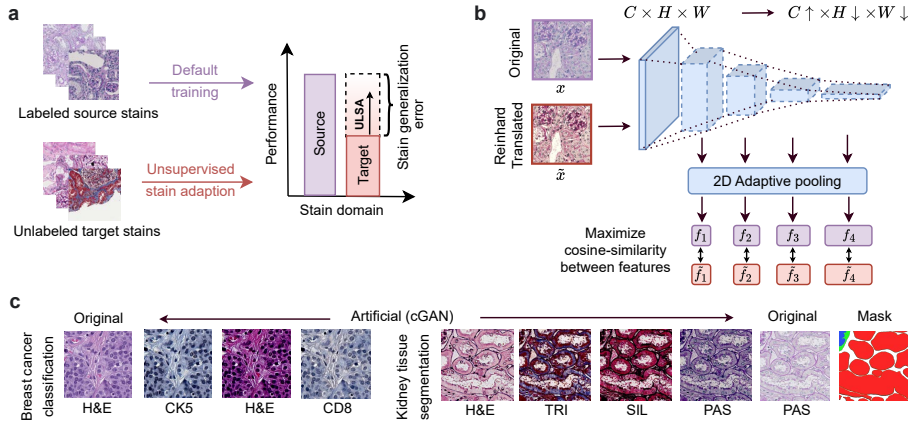 a
Labeled source stains
Default
training
Unlabeled target stains
Unsupervised
stain adaption
Performance
Source
Target
ULSA
Stain generalization
error
Stain domain
b
C × H × W
C ↑ ×H ↓ ×W ↓
Original
x
Reinhard
Translated
x̃
2D Adaptive pooling
Maximize
cosine-similarity
between features
f₁ f₂ f₃ f₄
f̃₁ f̃₂ f̃₃ f̃₄
c
Breast cancer
classification
Original
Artificial (cGAN)
Original
Mask
H&E CK5 H&E CD8
Kidney tissue
segmentation
H&E TRI SIL PAS PAS